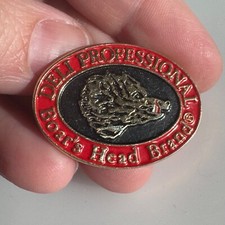 DELI PROFESSIONAL
Boar's Head Brand®